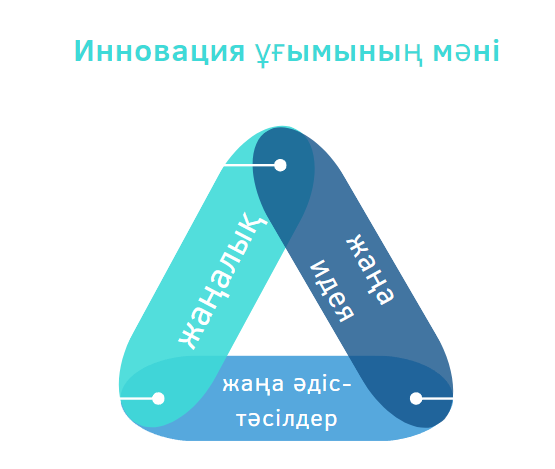 Инновация ұғымының мәні
жаңалық
жаңа
идея
жаңа әдіс-
тәсілдер